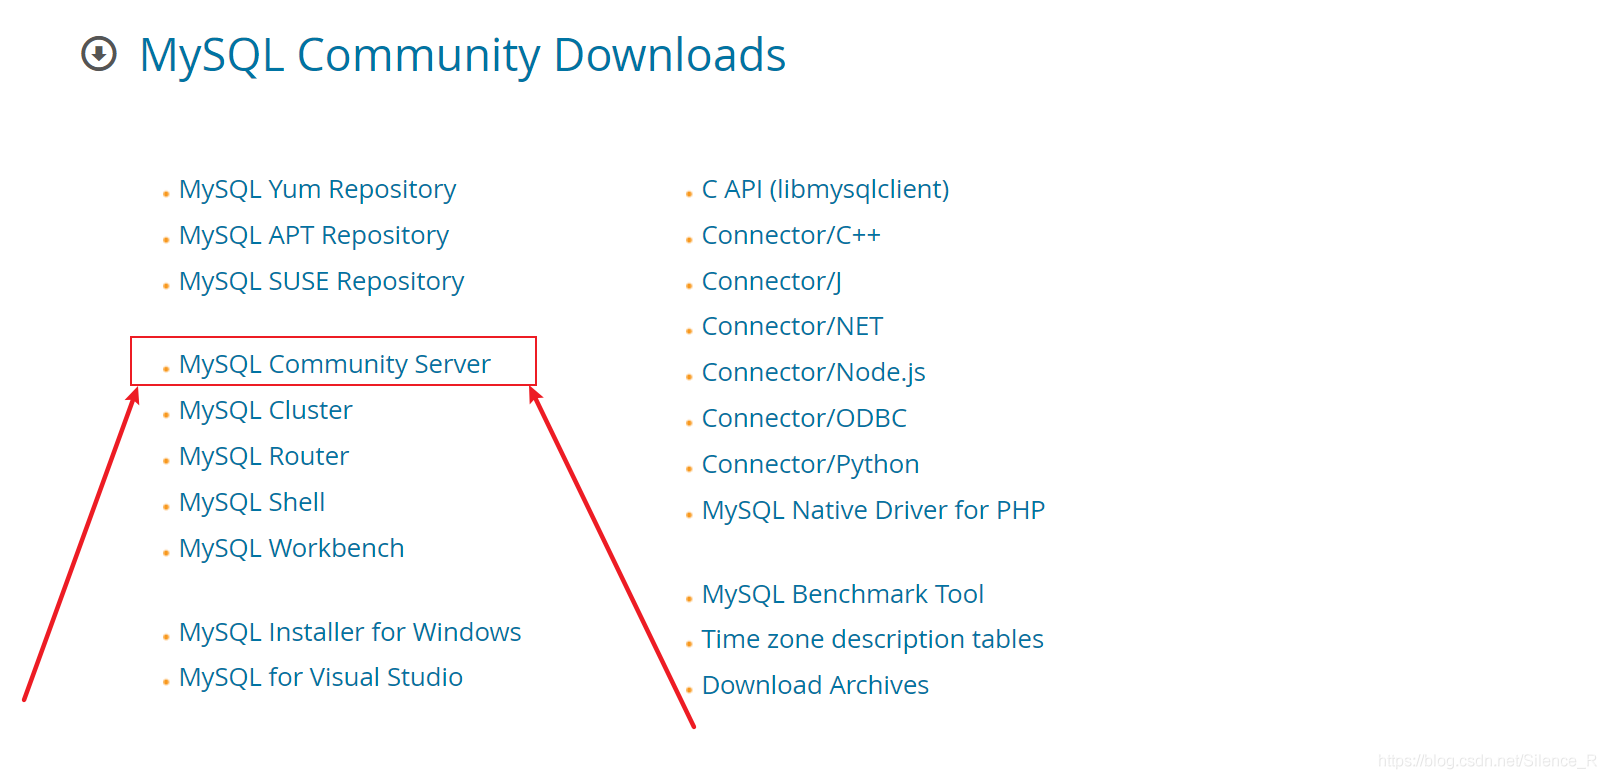 MySQL Community Downloads
MySQL Yum Repository
MySQL APT Repository
MySQL SUSE Repository
MySQL Community Server
MySQL Cluster
MySQL Router
MySQL Shell
MySQL Workbench
MySQL Installer for Windows
MySQL for Visual Studio
C API (libmysqlclient)
Connector/C++
Connector/J
Connector/NET
Connector/Node.js
Connector/ODBC
Connector/Python
MySQL Native Driver for PHP
MySQL Benchmark Tool
Time zone description tables
Download Archives
https://blog.csdn.net/Silence_R